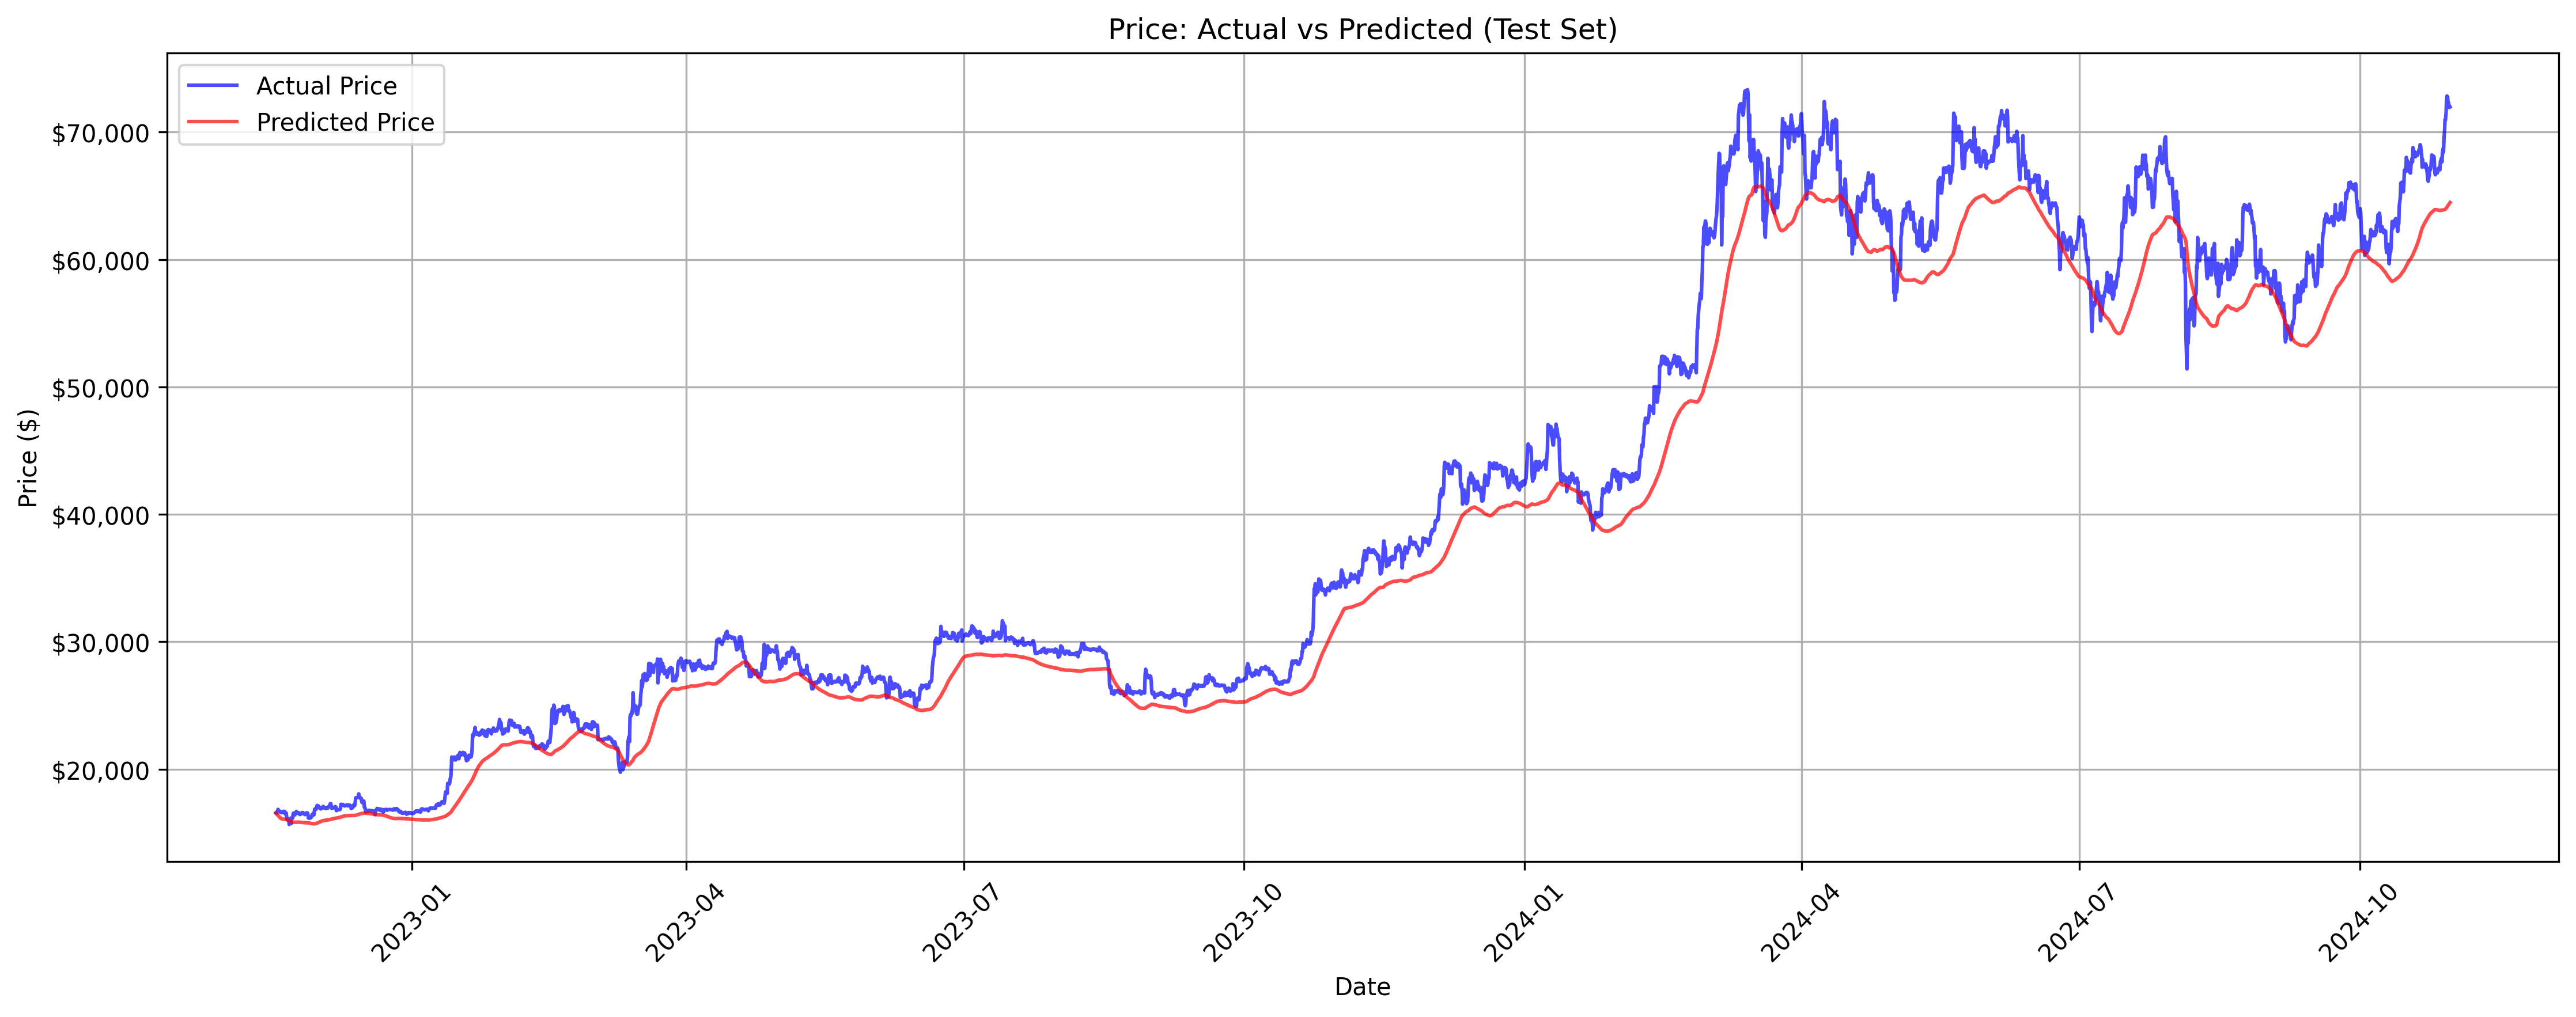 Price: Actual vs Predicted (Test Set)
Actual Price
Predicted Price
Price ($)
$70,000
$60,000
$50,000
$40,000
$30,000
$20,000
2023-01
2023-04
2023-07
2023-10
2024-01
2024-04
2024-07
2024-10
Date